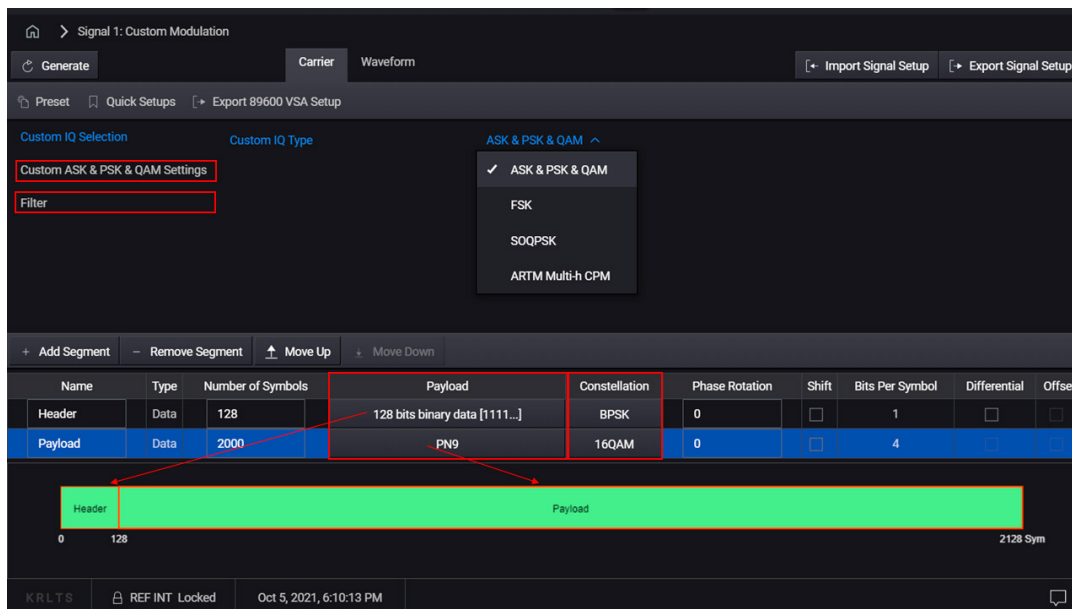 Signal 1: Custom Modulation
Generate Carrier Waveform Import Signal Setup Export Signal Setup
Preset Quick Setups Export 89600 VSA Setup
Custom IQ Selection Custom IQ Type ASK & PSK & QAM
Custom ASK & PSK & QAM Settings ASK & PSK & QAM
Filter FSK
SOQPSK
ARTM Multi-h CPM
+ Add Segment - Remove Segment Move Up Move Down
Name Type Number of Symbols Payload Constellation Phase Rotation Shift Bits Per Symbol Differential Offse
Header Data 128 128 bits binary data [1111...] BPSK 0 1
Payload Data 2000 PN9 16QAM 0 4
Header Payload
0 128 2128 Sym
KRLTS REF INT Locked Oct 5, 2021, 6:10:13 PM